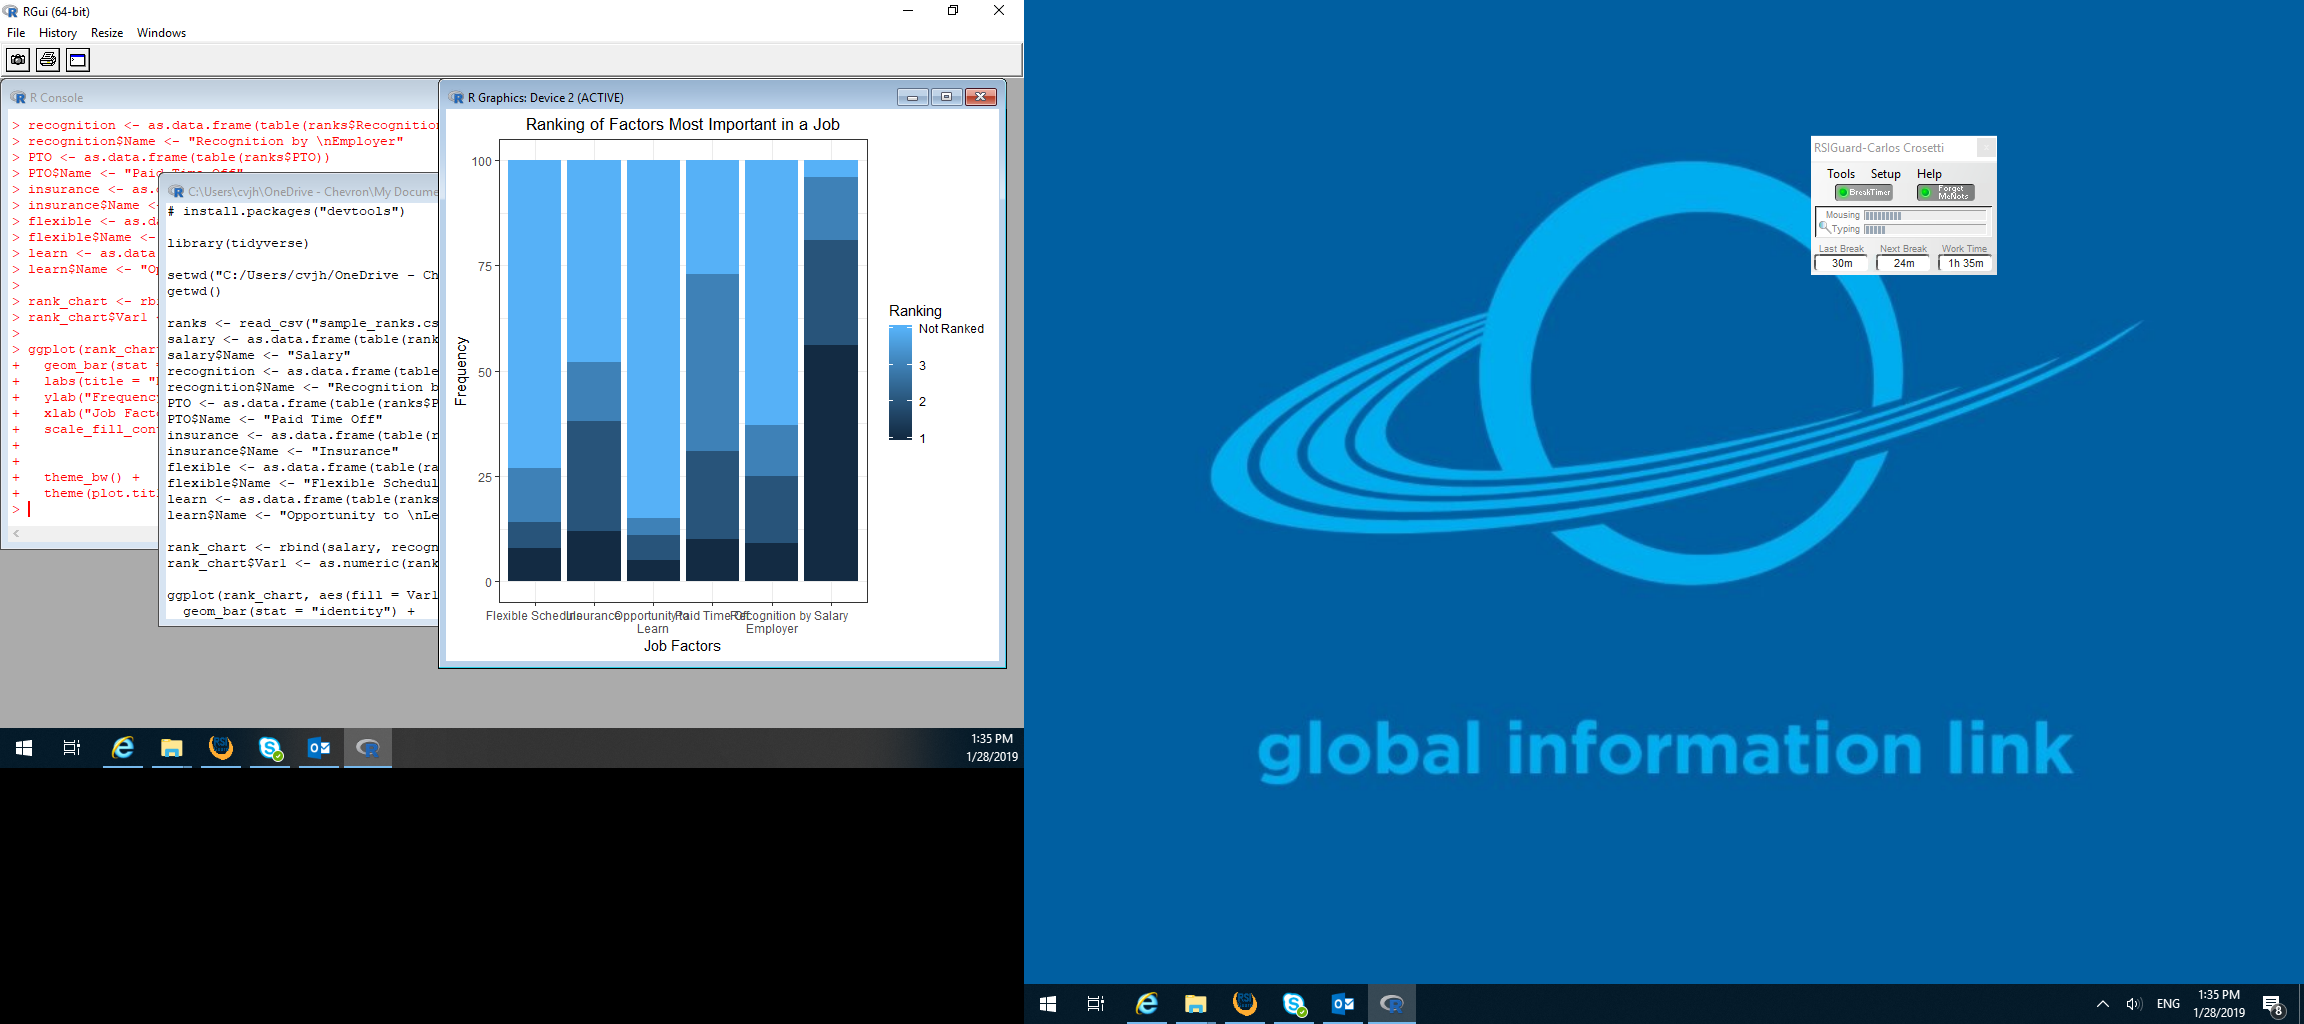 RGui (64-bit)
File History Resize Windows
R Console
> recognition <- as.data.frame(table(ranks$Recognition
> recognition$Name <- "Recognition by \nEmployer"
> PTO <- as.data.frame(table(ranks$PTO))
> PTO$Name <- "Paid Time Off"
> insurance <- as.
> insurance$Name <-
> flexible <- as.da
> flexible$Name <-
> learn <- as.data
> learn$Name <- "Op
>
> rank_chart <- rbi
> rank_chart$Var1
>
> ggplot(rank_char
+ geom_bar(stat =
+ labs(title = "
+ ylab("Frequency
+ xlab("Job Fact
+ scale_fill_con
+
+
+ theme_bw() +
+ theme(plot.tit
>
C:\Users\cvjh\OneDrive - Chevron\My Docume
# install.packages("devtools")
library(tidyverse)
setwd("C:/Users/cvjh/OneDrive - Ch
getwd()
ranks <- read_csv("sample_ranks.cs
salary <- as.data.frame(table(rank
salary$Name <- "Salary"
recognition <- as.data.frame(table
recognition$Name <- "Recognition b
PTO <- as.data.frame(table(ranks$P
PTO$Name <- "Paid Time Off"
insurance <- as.data.frame(table(r
insurance$Name <- "Insurance"
flexible <- as.data.frame(table(ra
flexible$Name <- "Flexible Schedul
learn <- as.data.frame(table(ranks
learn$Name <- "Opportunity to \nLe
rank_chart <- rbind(salary, recogn
rank_chart$Var1 <- as.numeric(rank
ggplot(rank_chart, aes(fill = Var1
geom_bar(stat = "identity") +
R Graphics: Device 2 (ACTIVE)
Ranking of Factors Most Important in a Job
100
75
50
25
0
Frequency
Flexible Schedule
Insurance
Opportunity to
Learn
Paid Time Off
Recognition by
Employer
Salary
Job Factors
Ranking
Not Ranked
3
2
1
1:35 PM
1/28/2019
RSIGuard-Carlos Crosetti
Tools Setup Help
BreakTimer
Forget
MeNots
Mousing
Typing
Last Break Next Break Work Time
30m 24m 1h 35m
global information link
ENG
1:35 PM
1/28/2019
8